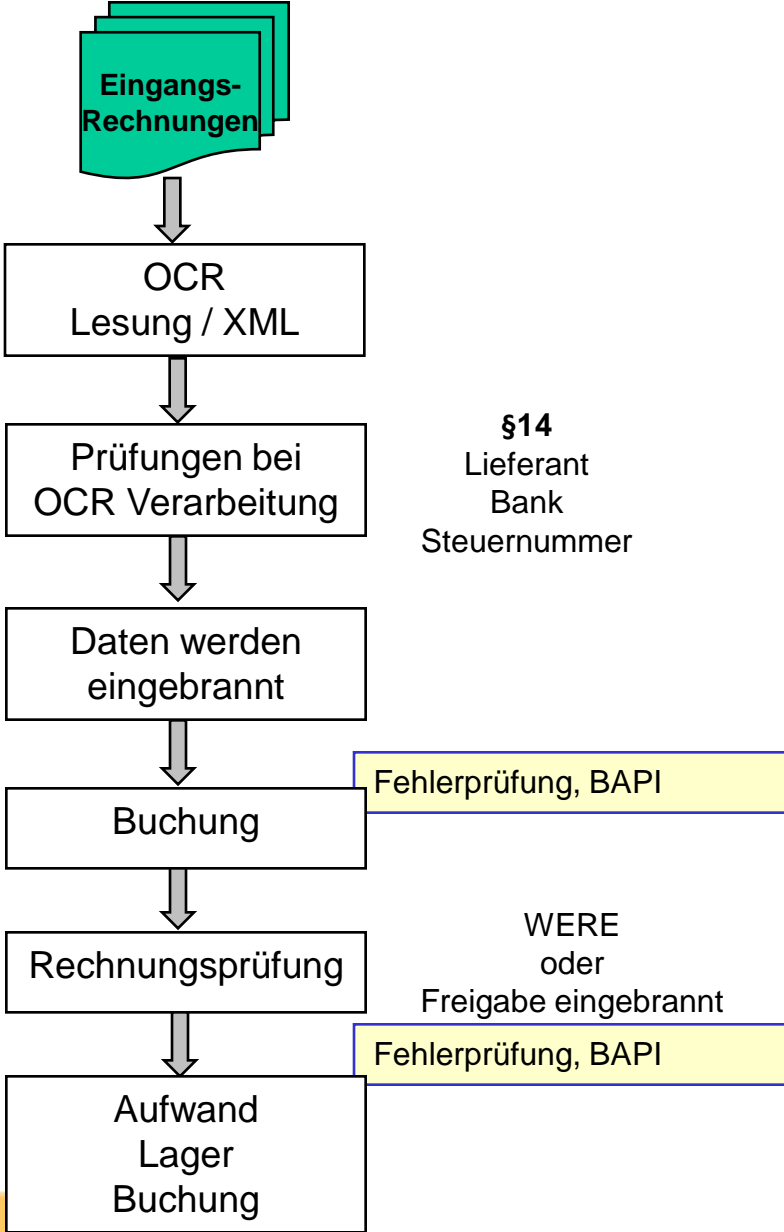 Eingangs-
Rechnungen
OCR
Lesung / XML
Prüfungen bei
OCR Verarbeitung
§14
Lieferant
Bank
Steuernummer
Daten werden
eingebrannt
Fehlerprüfung, BAPI
Buchung
Rechnungsprüfung
WERE
oder
Freigabe eingebrannt
Fehlerprüfung, BAPI
Aufwand
Lager
Buchung